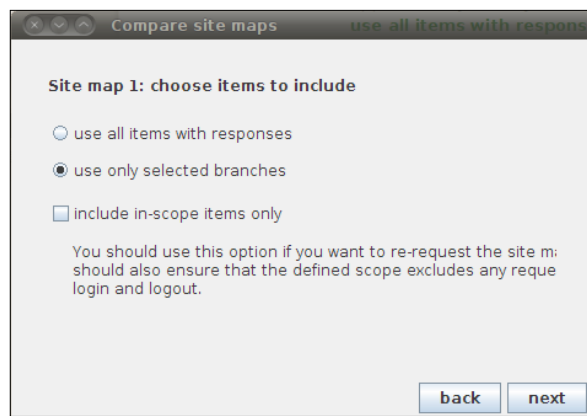 Compare site maps
use all items with respons
Site map 1: choose items to include
use all items with responses
use only selected branches
include in-scope items only
You should use this option if you want to re-request the site
should also ensure that the defined scope excludes any reque
login and logout.
back next